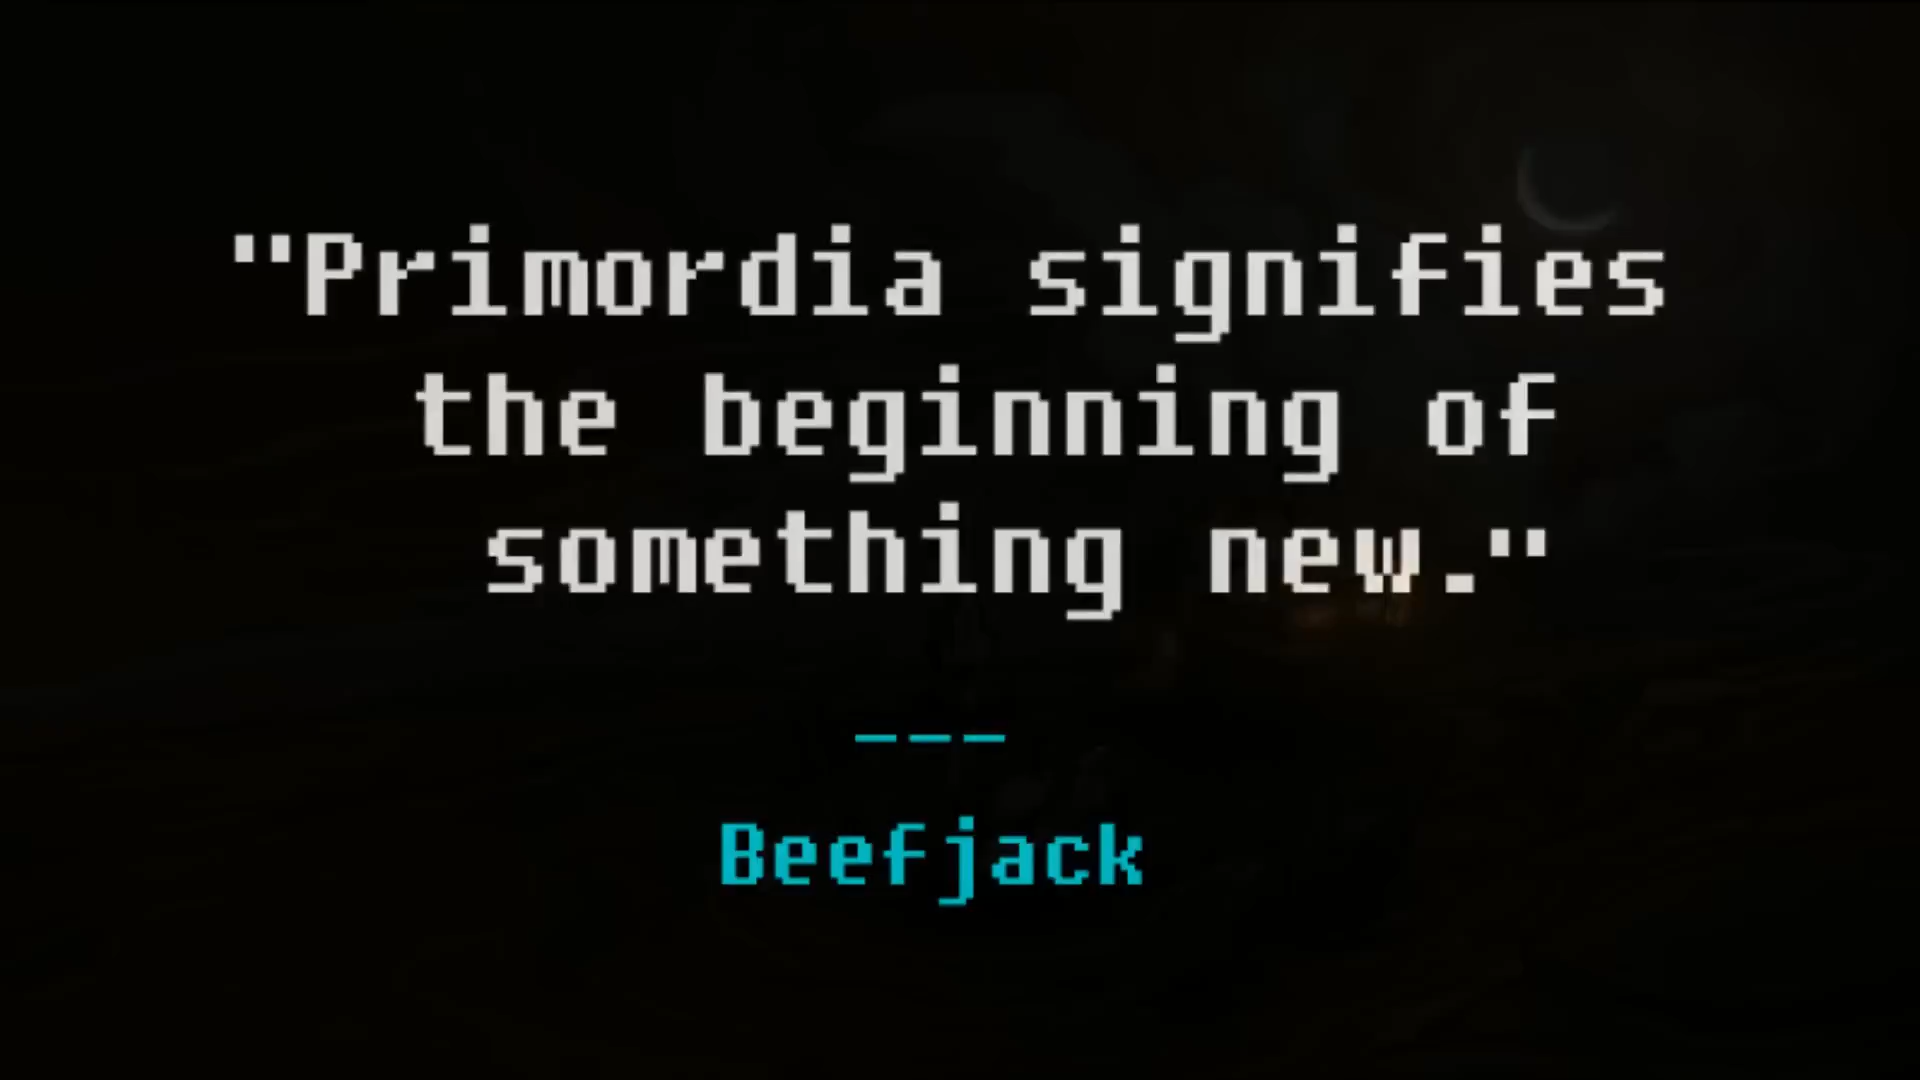 "Primordia signifies
the beginning of
something new."
---
Beefjack